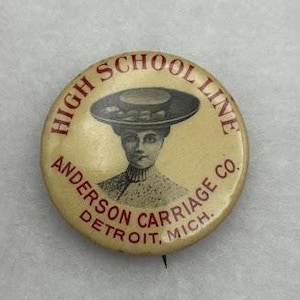 HIGH SCHOOL LINE
ANDERSON CARRIAGE CO.
DETROIT, MICH.